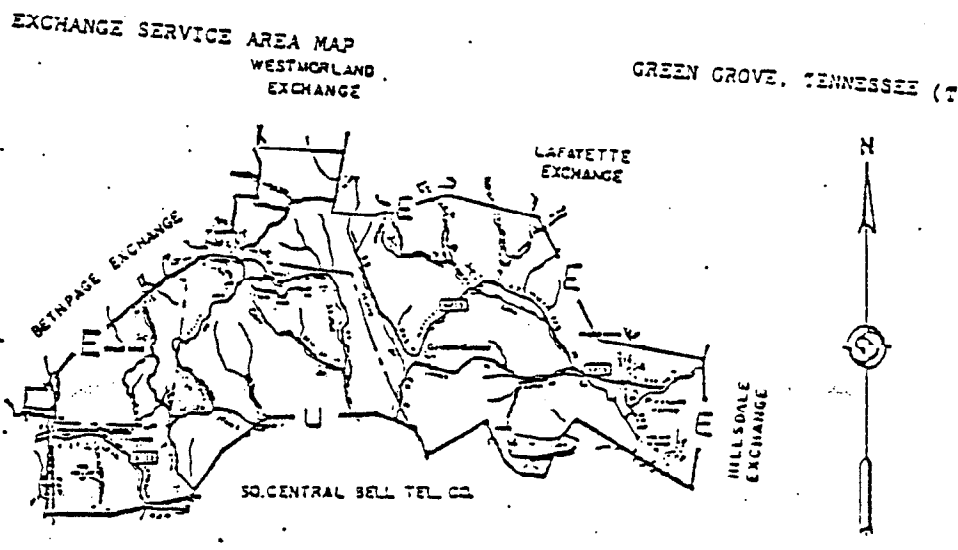 EXCHANGE SERVICE AREA MAP
GREEN GROVE, TENNESSEE (T
WESTMORLAND
EXCHANGE
LAFAYETTE
EXCHANGE
N
BETHPAGE EXCHANGE
E
E
E
E
U
HILLSDALE
EXCHANGE
SO.CENTRAL BELL TEL CO.